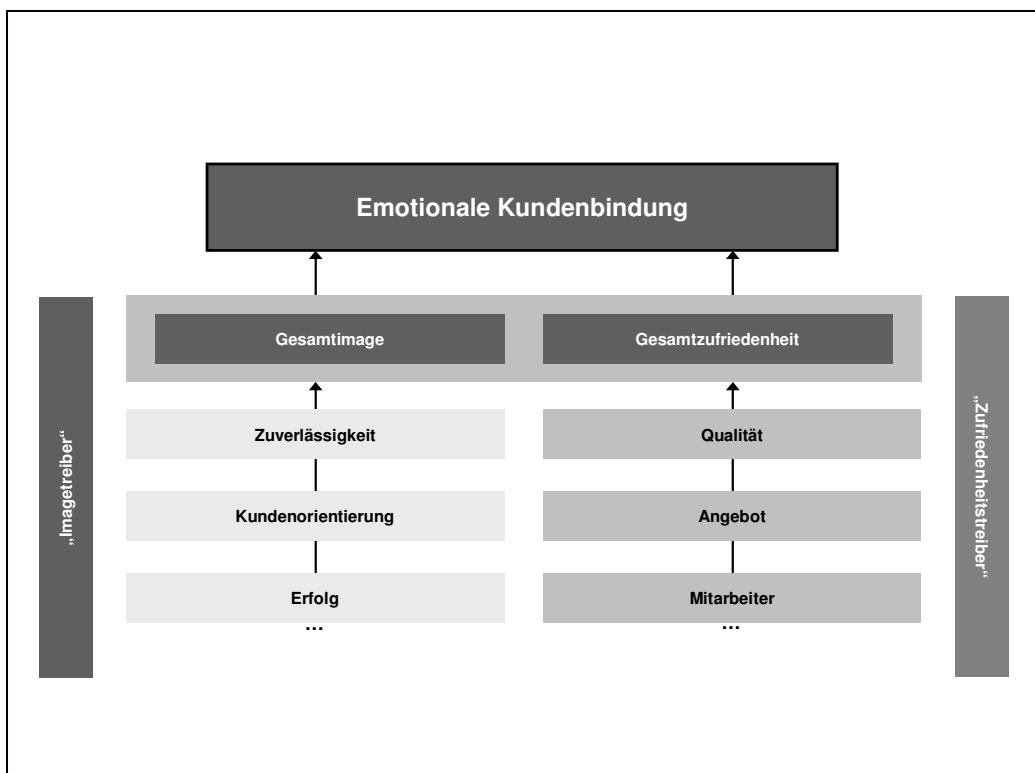 Emotionale Kundenbindung
Gesamtimage
Gesamtzufriedenheit
„Imagetreiber“
Zuverlässigkeit
Qualität
Kundenorientierung
Angebot
Erfolg
Mitarbeiter
...
...
„Zufriedenheitstreiber“